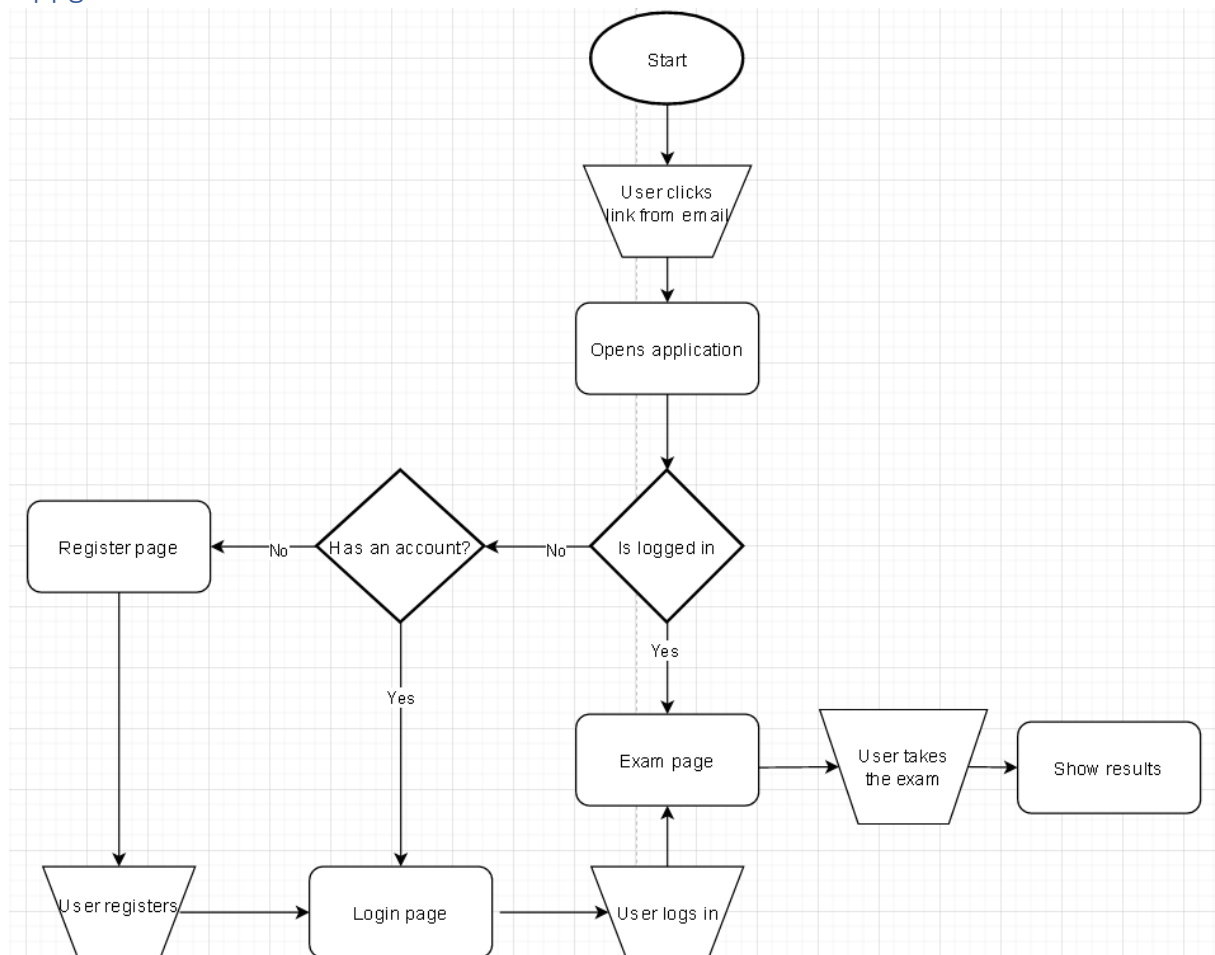 Start
User clicks
link from email
Opens application
Is logged in
No
Has an account?
No
Register page
Yes
Yes
Exam page
User takes
the exam
Show results
User registers
Login page
User logs in